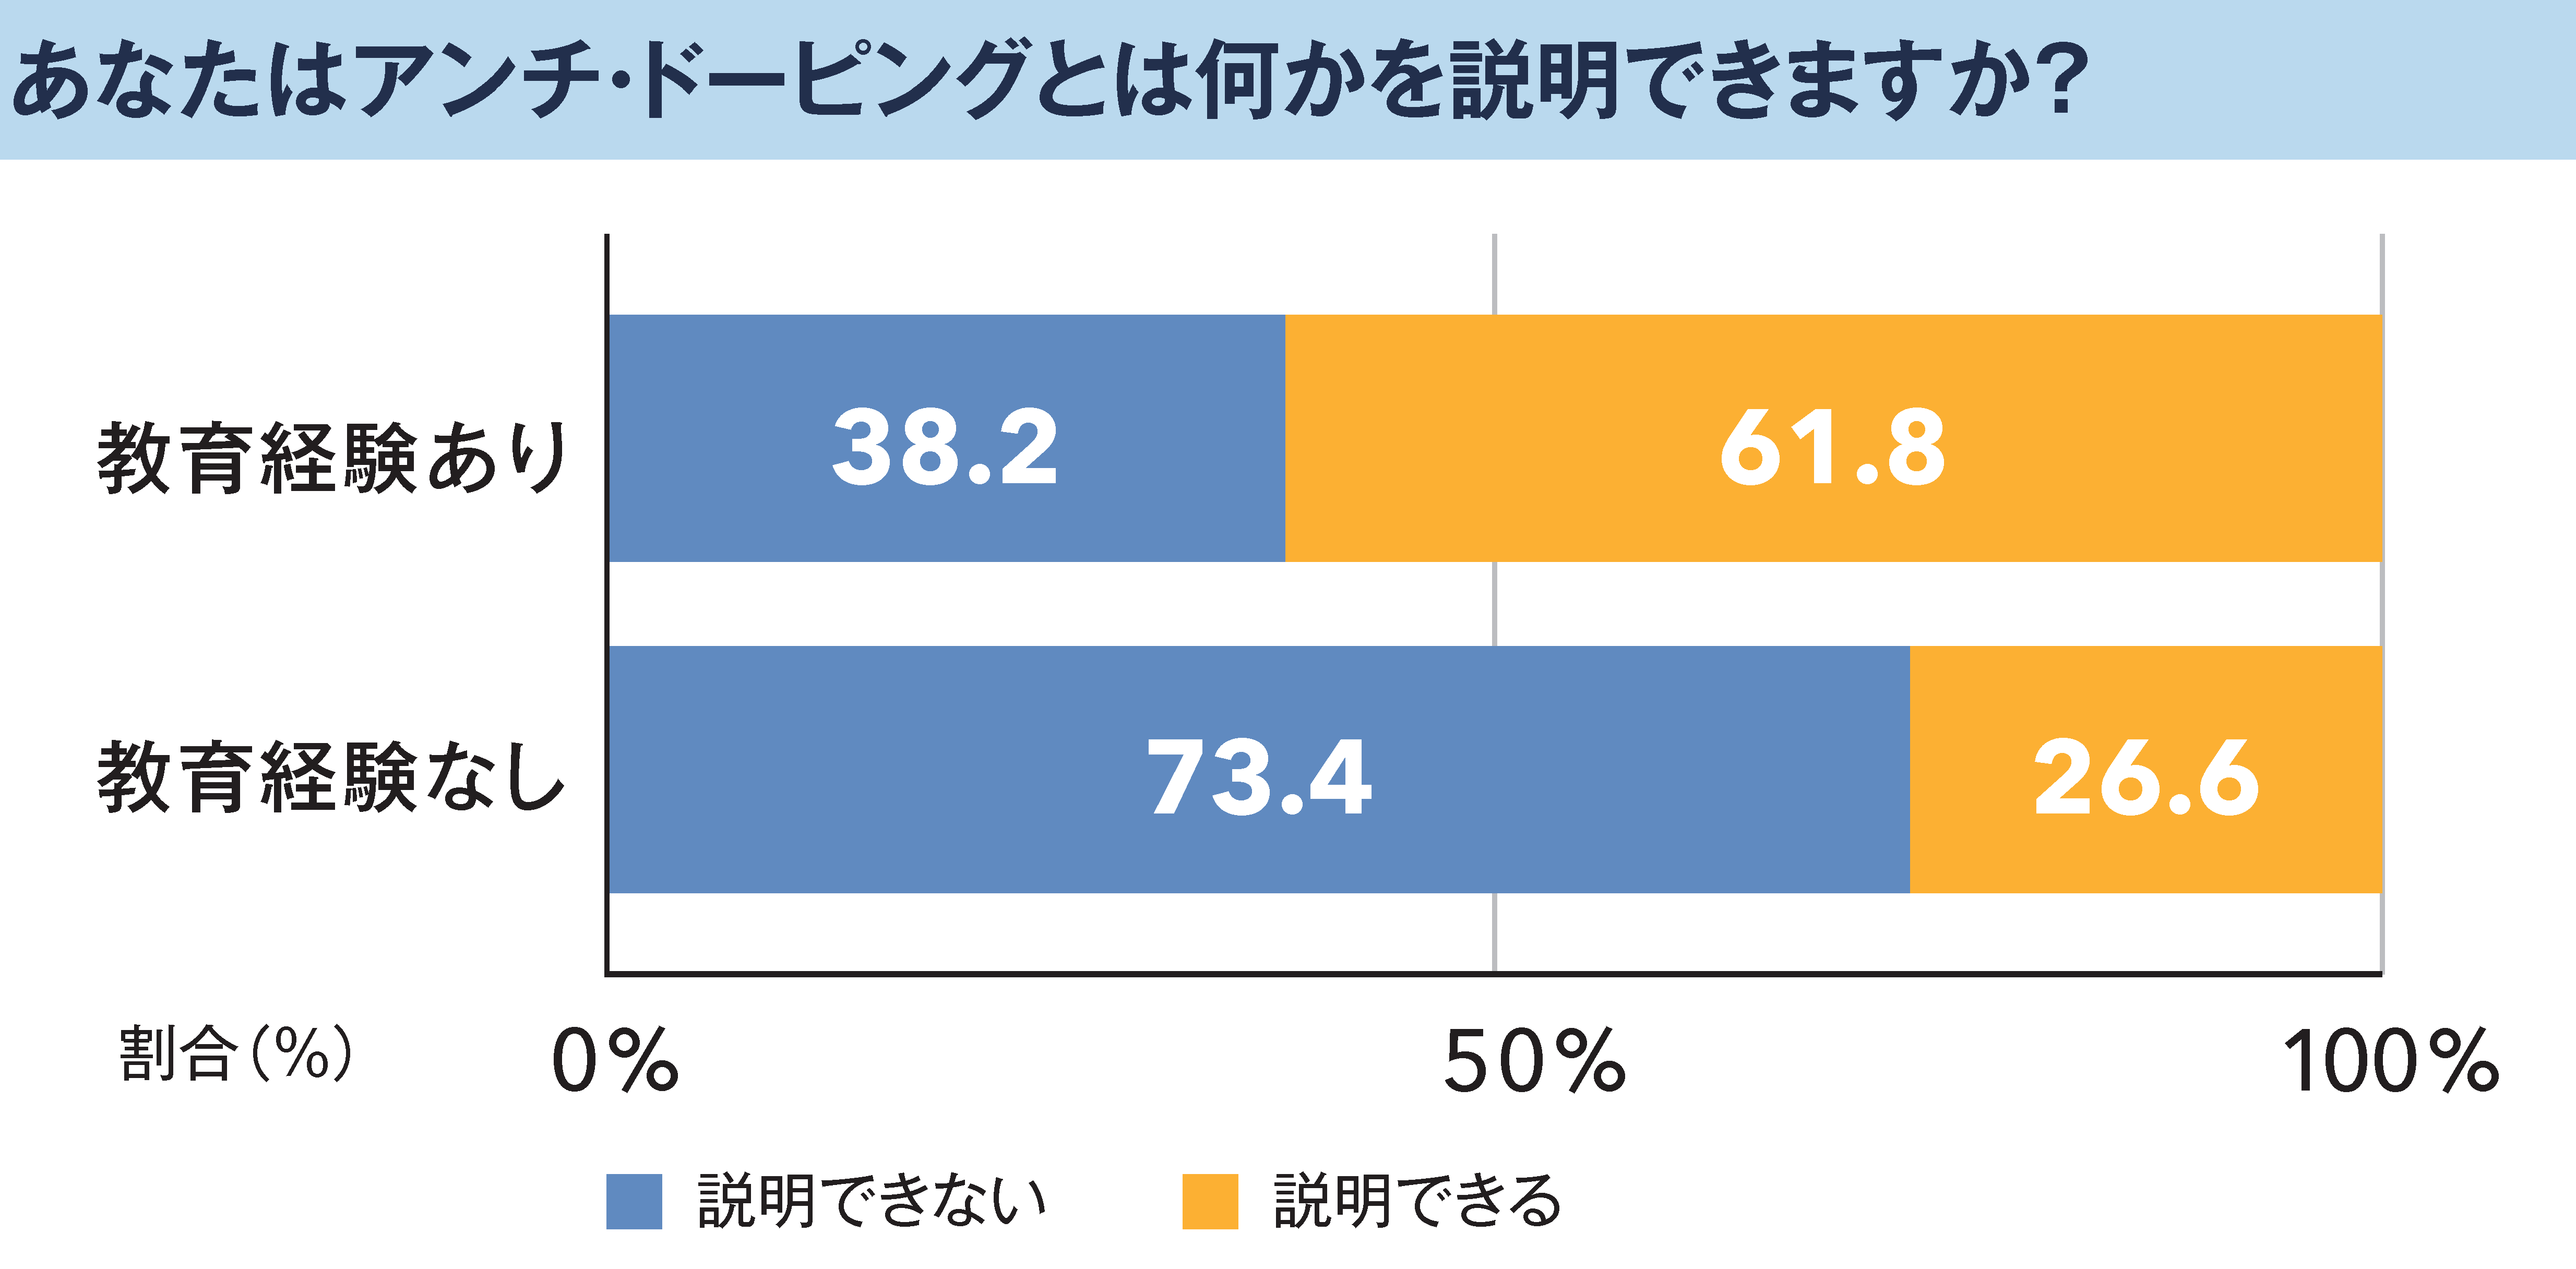 あなたはアンチ・ドーピングとは何かを説明できますか?
教育経験あり 38.2 61.8
教育経験なし 73.4 26.6
割合(%) 0% 50% 100%
説明できない 説明できる